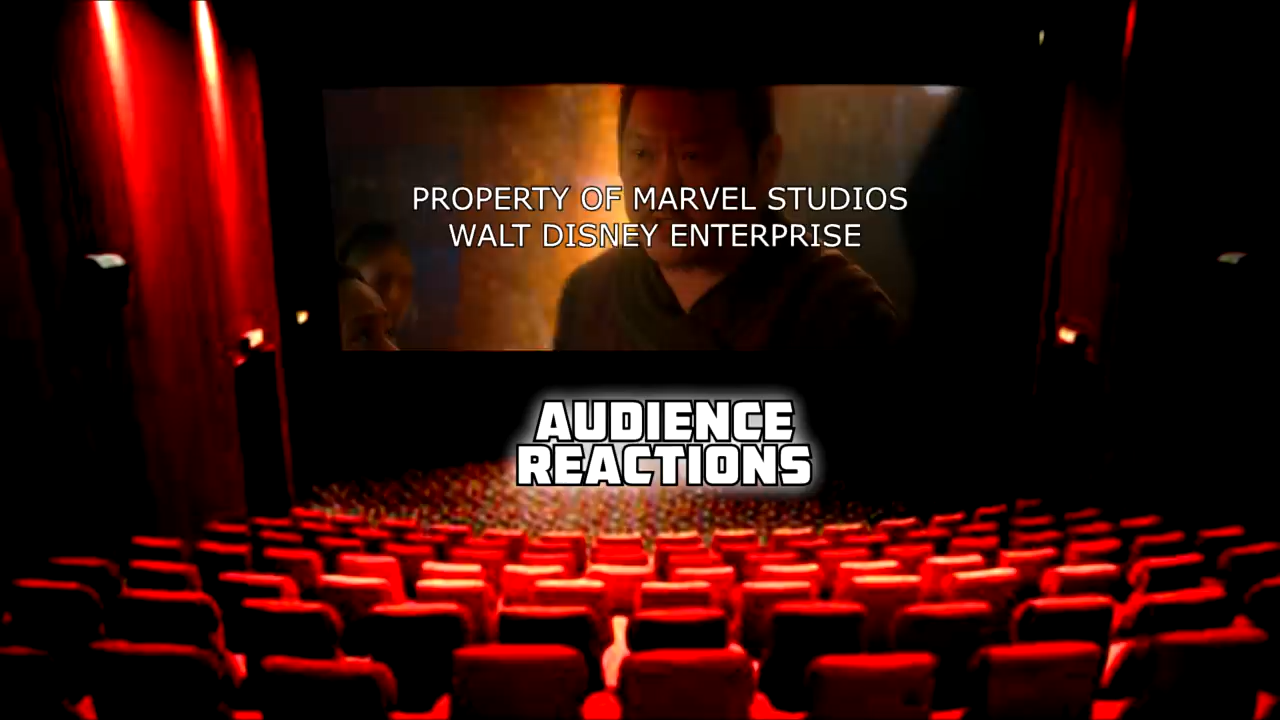 PROPERTY OF MARVEL STUDIOS
WALT DISNEY ENTERPRISE
AUDIENCE
REACTIONS